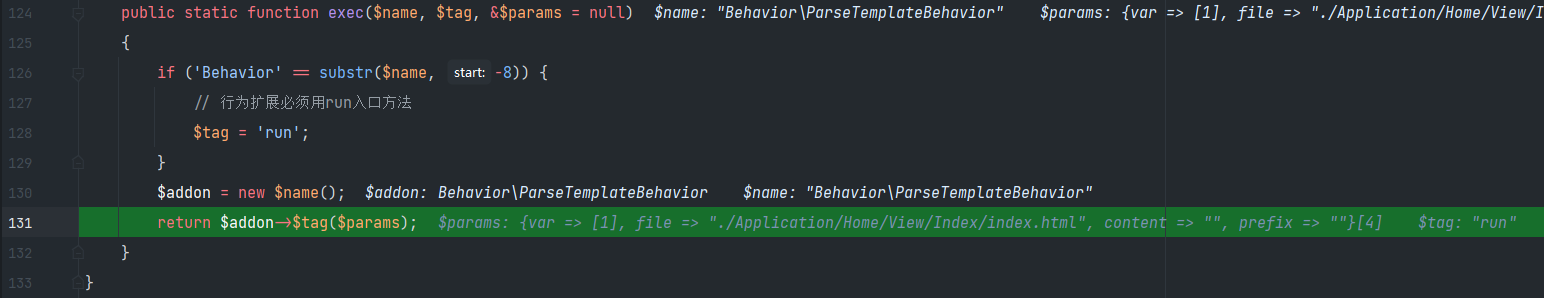 124 public static function exec($name, $tag, &$params = null) $name: "Behavior\ParseTemplateBehavior" $params: {var => [1], file => "./Application/Home/View/I
125 {
126 if ('Behavior' == substr($name, start: -8)) {
127 // 行为扩展必须用run入口方法
128 $tag = 'run';
129 }
130 $addon = new $name(); $addon: Behavior\ParseTemplateBehavior $name: "Behavior\ParseTemplateBehavior"
131 return $addon->$tag($params); $params: {var => [1], file => "./Application/Home/View/Index/index.html", content => "", prefix => ""}[4] $tag: "run"
132 }
133 }